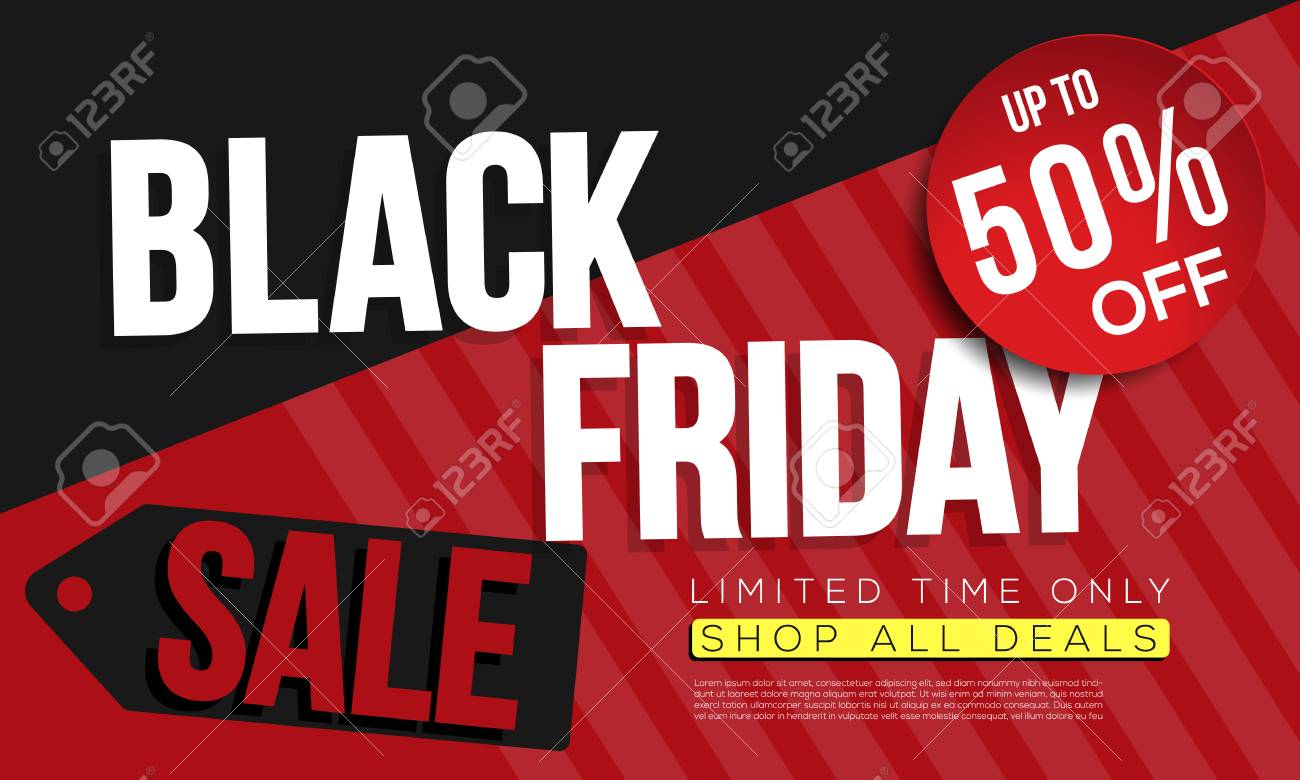 BLACK
FRIDAY
UP TO
50%
OFF
SALE
LIMITED TIME ONLY
SHOP ALL DEALS
Lorem ipsum dolor sit amet, consectetuer adipiscing elit, sed diam nonummy nibh euismod tinci-
dunt ut laoreet dolore magna aliquam erat volutpat. Ut wisi enim ad minim veniam, quis nostrud
exerci tation ullamcorper suscipit lobortis nisl ut aliquip ex ea commodo consequat. Duis autem
vel eum iriure dolor in hendrerit in vulputate velit esse molestie consequat, vel illum dolore eu feu
123RF
123RF
123RF
123RF